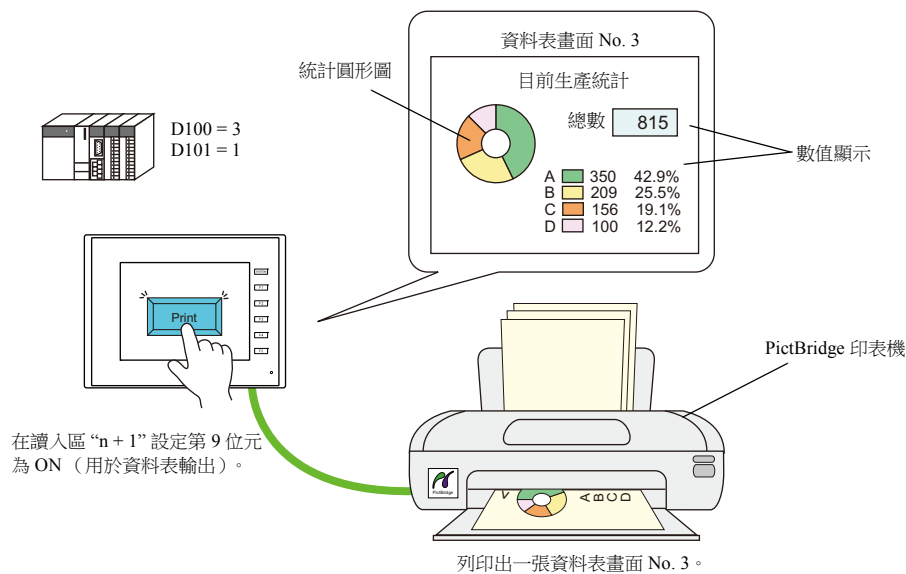 資料表畫面 No. 3
目前生產統計
統計圓形圖
總數 815
數值顯示
A 350 42.9%
B 209 25.5%
C 156 19.1%
D 100 12.2%
D100 = 3
D101 = 1
Print
PictBridge 印表機
在讀入區 “n + 1” 設定第 9 位元
為 ON （用於資料表輸出）。
PictBridge
A
B
C
D
列印出一張資料表畫面 No. 3。